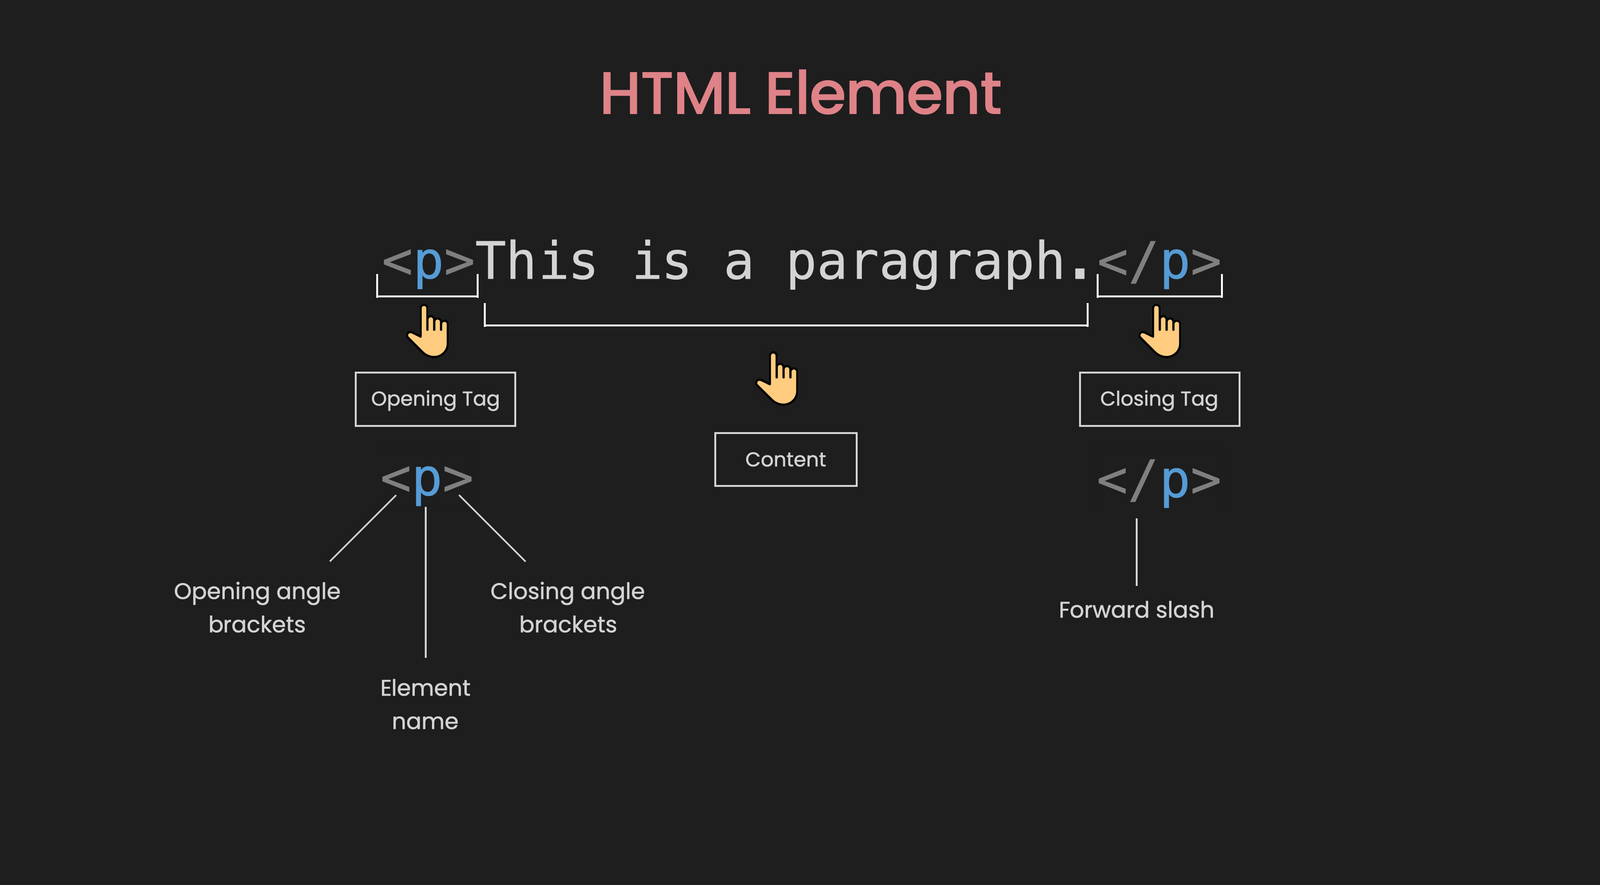 HTML Element
<p>This is a paragraph.</p>
Opening Tag
Content
Closing Tag
<p>
</p>
Opening angle
brackets
Closing angle
brackets
Element
name
Forward slash